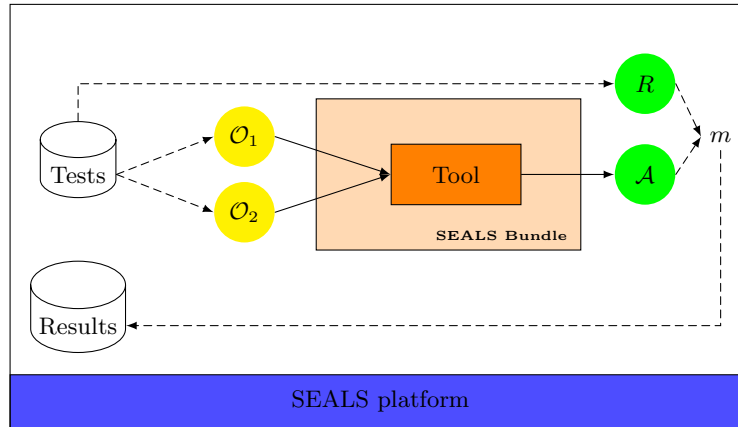 R
𝒪₁
m
Tests
Tool
𝒜
𝒪₂
SEALS Bundle
Results
SEALS platform